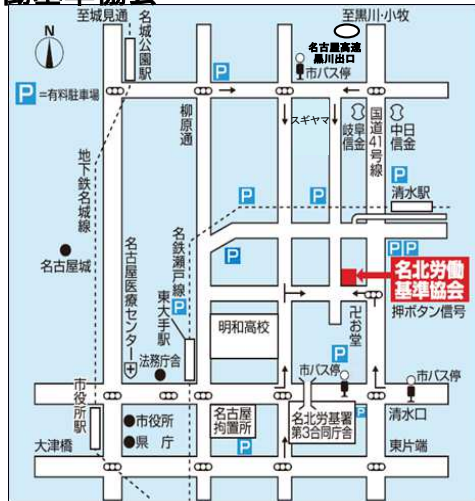 働基準協会
至城見通
至黒川・小牧
N
名城公園駅
名古屋高速
黒川出口
市バス停
P
P=有料駐車場
柳原通
スギヤマ
岐阜信金
国道41号線
中日信金
地下鉄名城線
P
清水駅
P
P
名鉄瀬戸線
P
P P
名古屋城
名古屋医療センター
東大手駅
P
名北労働
基準協会
押ボタン信号
明和高校
卍お堂
法務庁舎
P
市バス停
市バス停
市役所駅
市役所
県庁
名古屋
拘置所
P
名北労基署
第3合同庁舎
P
清水口
大津橋
東片端